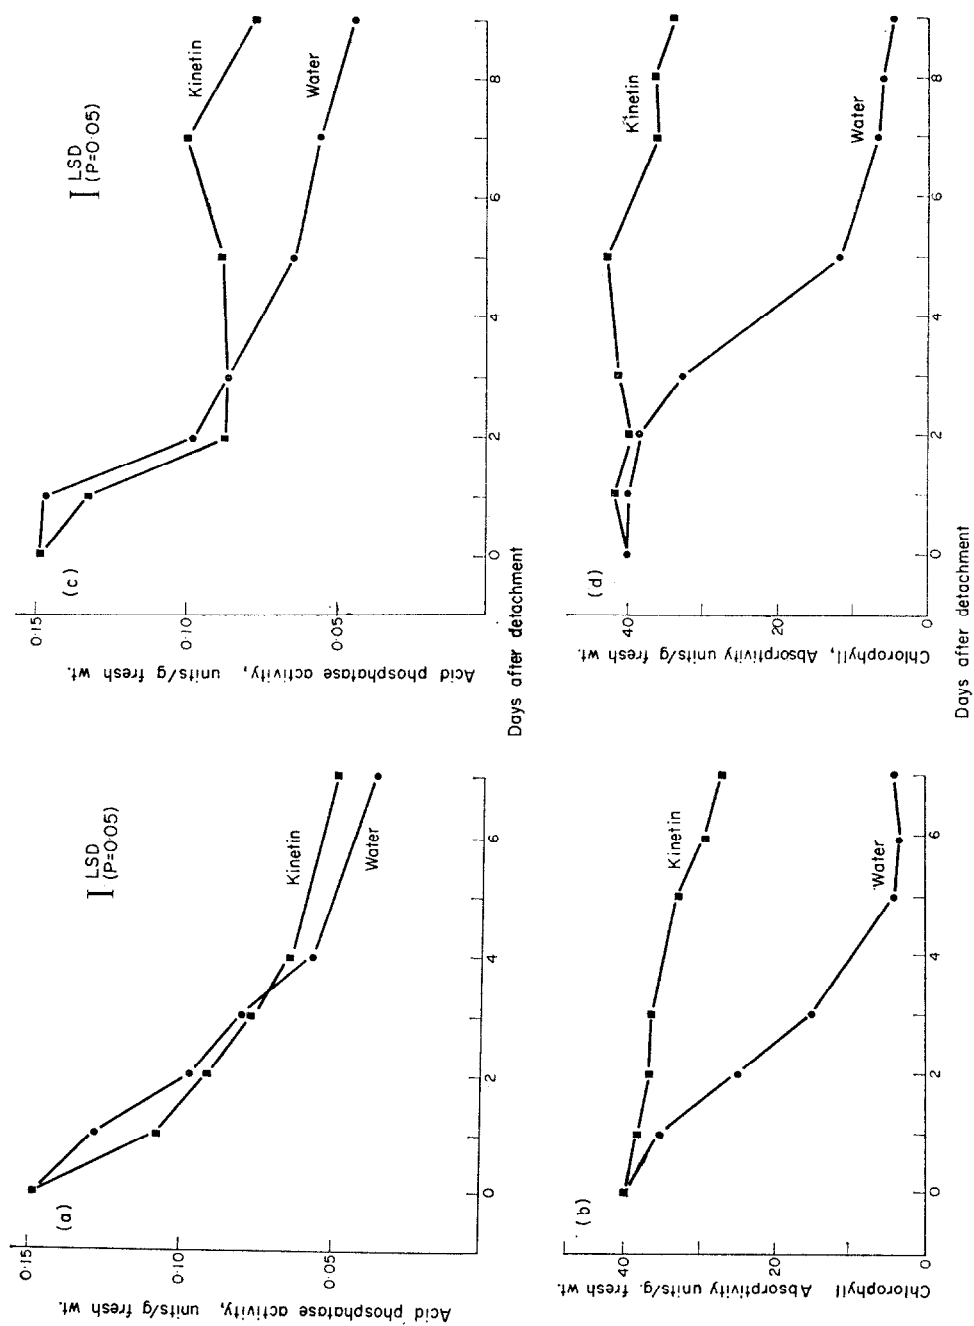 (a)
I LSD
(P=0·05)
Kinetin
Water
0·15
0·10
0·05
0
2
4
6
Acid phosphatase activity, units/g fresh wt.
(c)
I LSD
(P=0·05)
Kinetin
Water
0·15
0·10
0·05
0
2
4
6
8
Acid phosphatase activity, units/g fresh wt.
Days after detachment
(b)
Kinetin
Water
40
20
0
0
2
4
6
Chlorophyll
Absorptivity units/g. fresh wt.
(d)
Kinetin
Water
40
20
0
0
2
4
6
8
Chlorophyll, Absorptivity units/g fresh wt.
Days after detachment